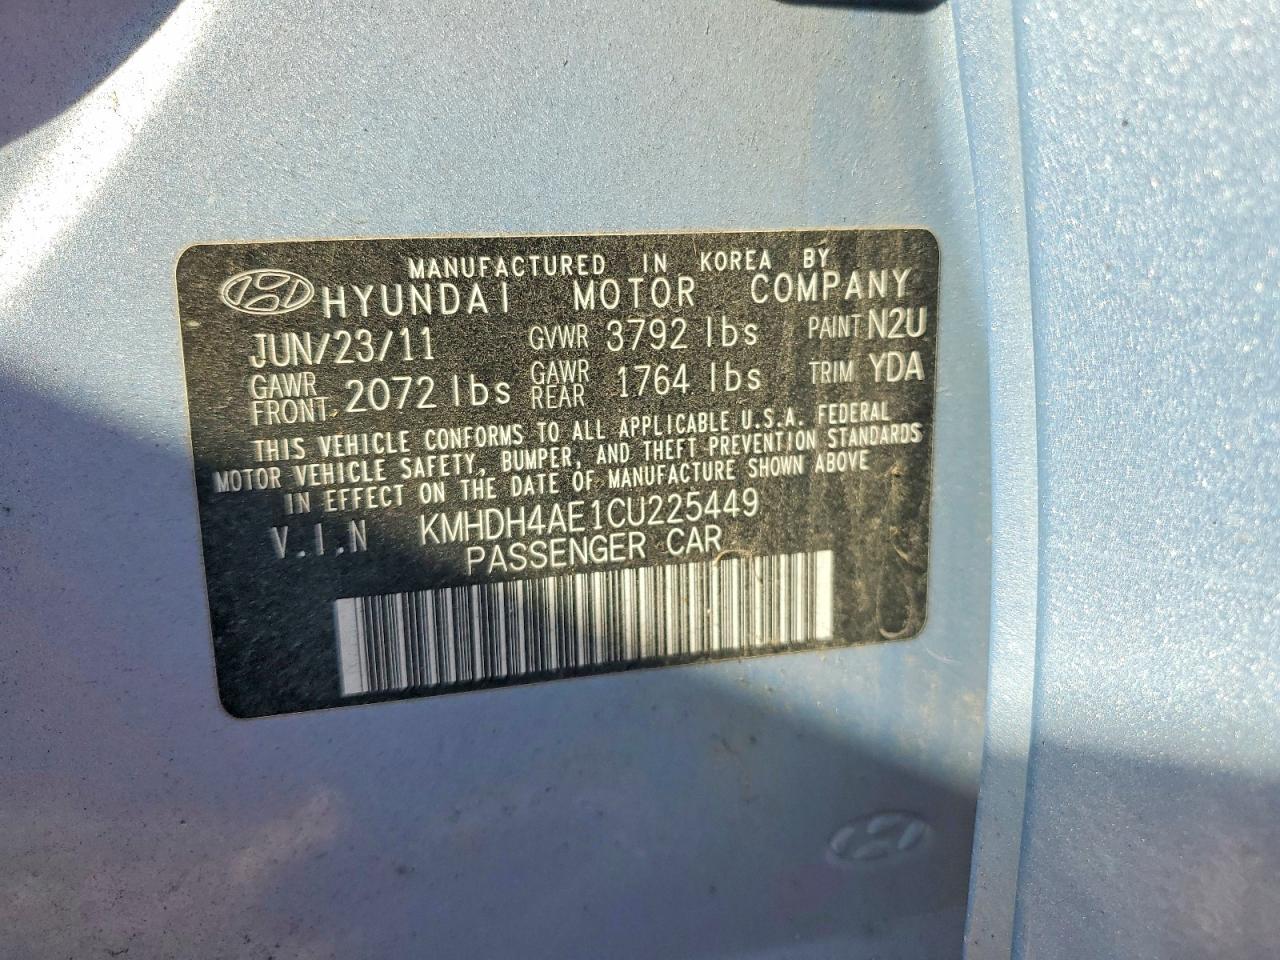 MANUFACTURED IN KOREA BY
HYUNDAI MOTOR COMPANY
JUN/23/11 GVWR 3792 lbs PAINT N2U
GAWR FRONT 2072 lbs GAWR REAR 1764 lbs TRIM YDA
THIS VEHICLE CONFORMS TO ALL APPLICABLE U.S.A. FEDERAL
MOTOR VEHICLE SAFETY, BUMPER, AND THEFT PREVENTION STANDARDS
IN EFFECT ON THE DATE OF MANUFACTURE SHOWN ABOVE
V.I.N KMHDH4AE1CU225449
PASSENGER CAR